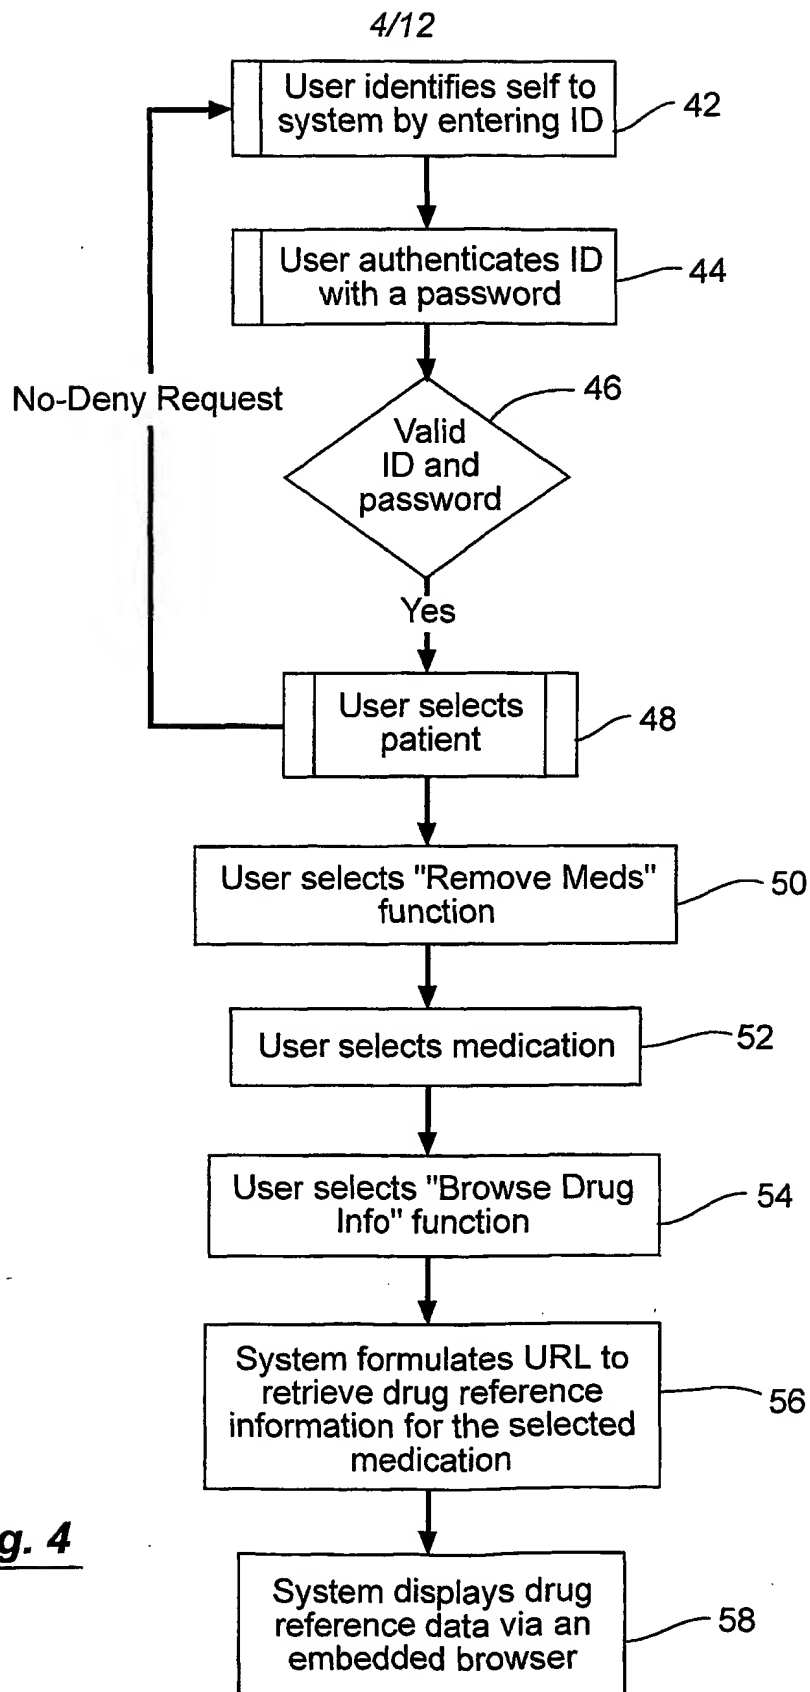 4/12
User identifies self to
system by entering ID
42
User authenticates ID
with a password
44
No-Deny Request
46
Valid
ID and
password
Yes
User selects
patient
48
User selects "Remove Meds"
function
50
User selects medication
52
User selects "Browse Drug
Info" function
54
System formulates URL to
retrieve drug reference
information for the selected
medication
56
g. 4
System displays drug
reference data via an
embedded browser
58